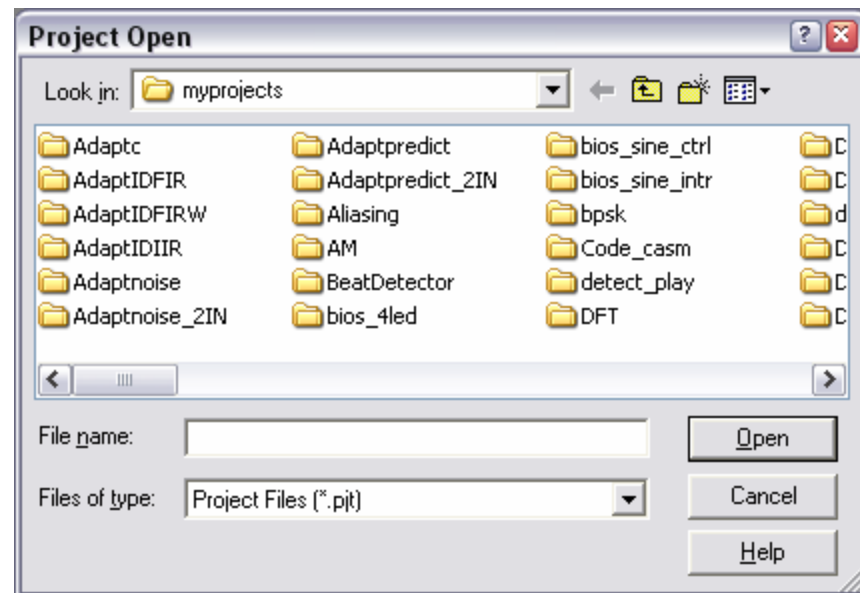 Project Open
Look in: myprojects
Adaptc Adaptpredict bios_sine_ctrl
AdaptIDFIR Adaptpredict_2IN bios_sine_intr
AdaptIDFIRW Aliasing bpsk
AdaptIDIIR AM Code_casm
Adaptnoise BeatDetector detect_play
Adaptnoise_2IN bios_4led DFT
File name: Open
Files of type: Project Files (*.pjt) Cancel
Help